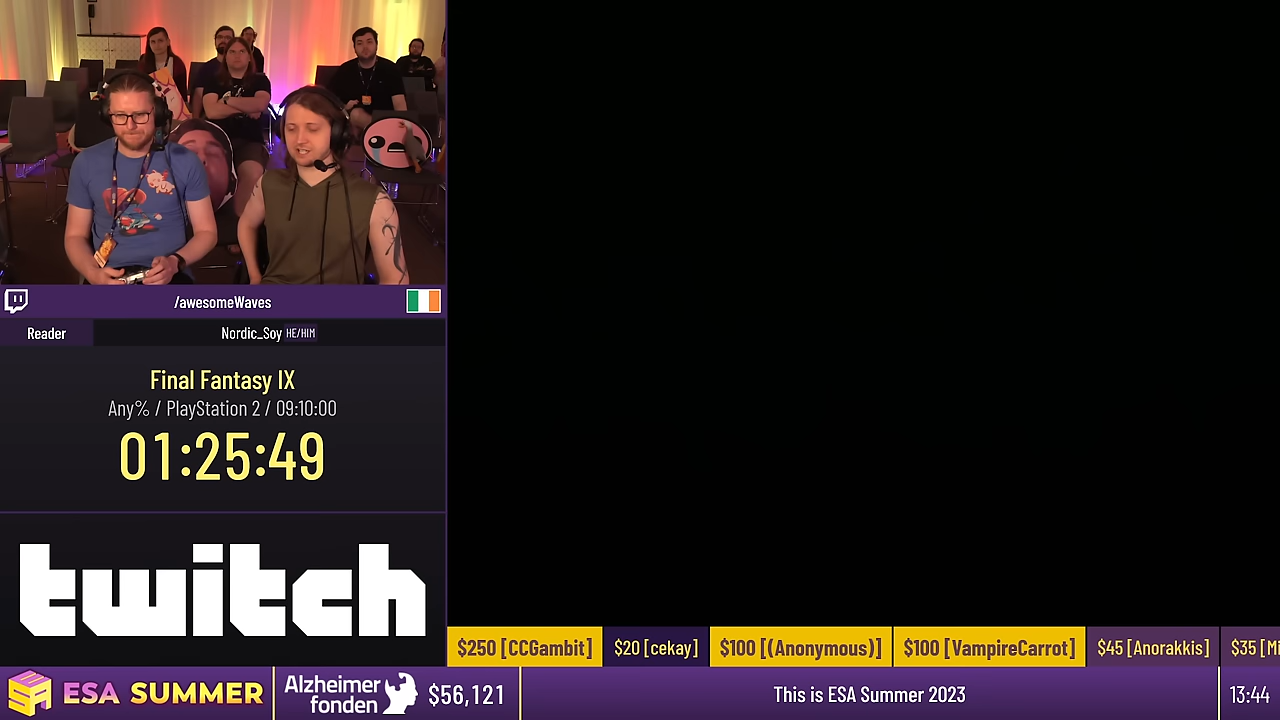 /awesomeWaves
Reader
Nordic_Soy HE/HIM
Final Fantasy IX
Any% / PlayStation 2 / 09:10:00
01:25:49
twitch
$250 [CCGambit]
$20 [cekay]
$100 [(Anonymous)]
$100 [VampireCarrot]
$45 [Anorakkis]
$35 [Mi
ESA SUMMER
Alzheimer
fonden
$56,121
This is ESA Summer 2023
13:44